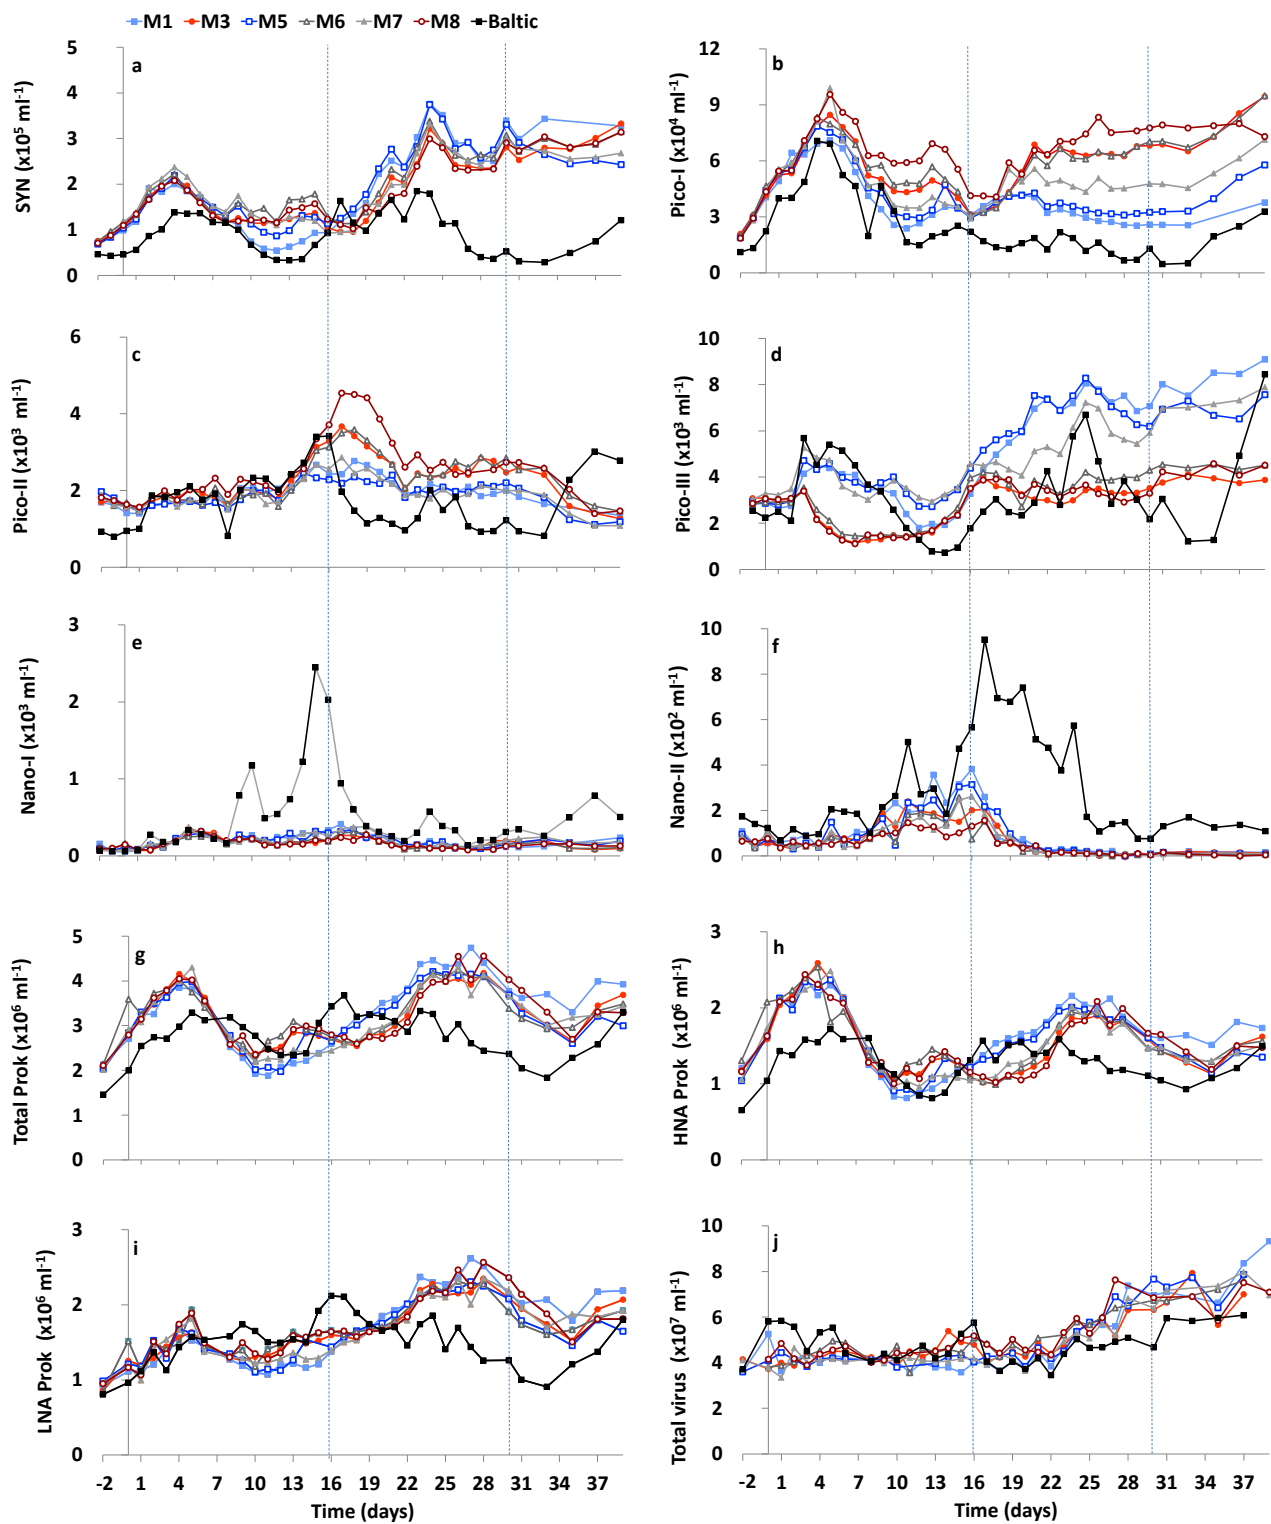 M1 M3 M5 M6 M7 M8 Baltic
a
SYN (x10⁵ ml⁻¹)
5
4
3
2
1
0
b
Pico-I (x10⁴ ml⁻¹)
12
10
8
6
3
2
0
c
Pico-II (x10³ ml⁻¹)
6
4
2
0
d
Pico-III (x10³ ml⁻¹)
10
8
6
4
2
0
e
Nano-I (x10³ ml⁻¹)
3
2
1
0
f
Nano-II (x10² ml⁻¹)
10
8
6
4
2
0
g
Total Prok (x10⁶ ml⁻¹)
5
4
3
2
1
0
h
HNA Prok (x10⁶ ml⁻¹)
3
2
1
0
i
LNA Prok (x10⁶ ml⁻¹)
3
2
1
0
-2 1 4 7 10 13 16 19 22 25 28 31 34 37
Time (days)
j
Total virus (x10⁷ ml⁻¹)
10
8
6
4
2
0
-2 1 4 7 10 13 16 19 22 25 28 31 34 37
Time (days)